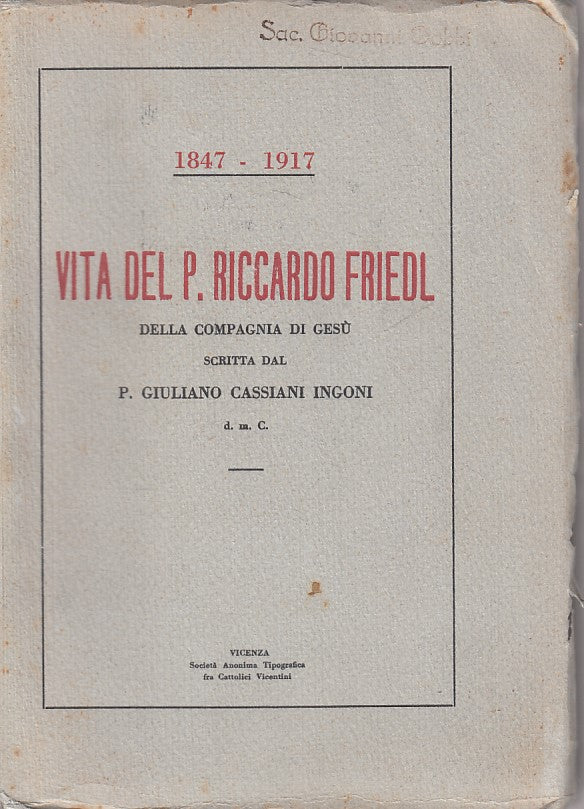 Sac. Giovanni
1847 - 1917
VITA DEL P. RICCARDO FRIEDL
DELLA COMPAGNIA DI GESÙ
SCRITTA DAL
P. GIULIANO CASSIANI INGONI
d. m. C.
VICENZA
Società Anonima Tipografica
fra Cattolici Vicentini